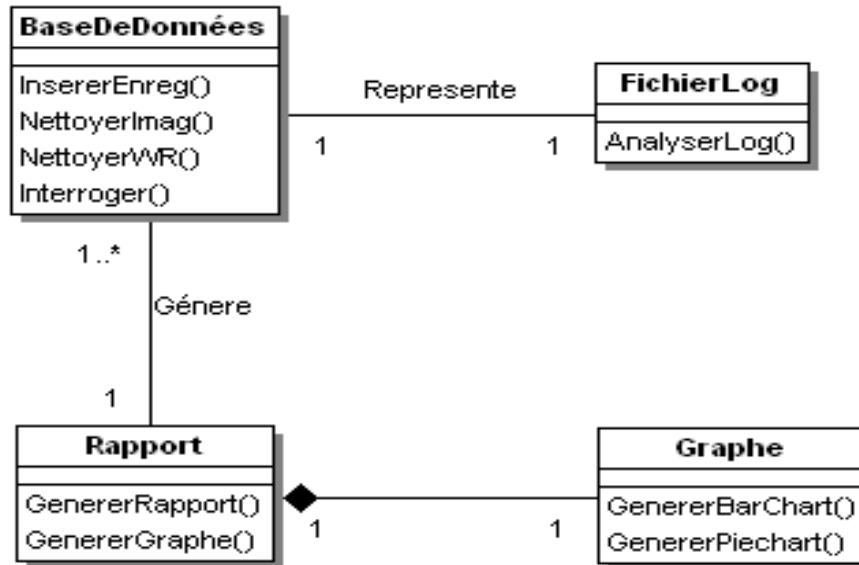 BaseDeDonnées
InsererEnreg()
NettoyerImag()
NettoyerWR()
Interroger()
Represente
1
1
FichierLog
AnalyserLog()
1..*
Génere
1
Rapport
GenererRapport()
GenererGraphe()
1
1
Graphe
GenererBarChart()
GenererPiechart()